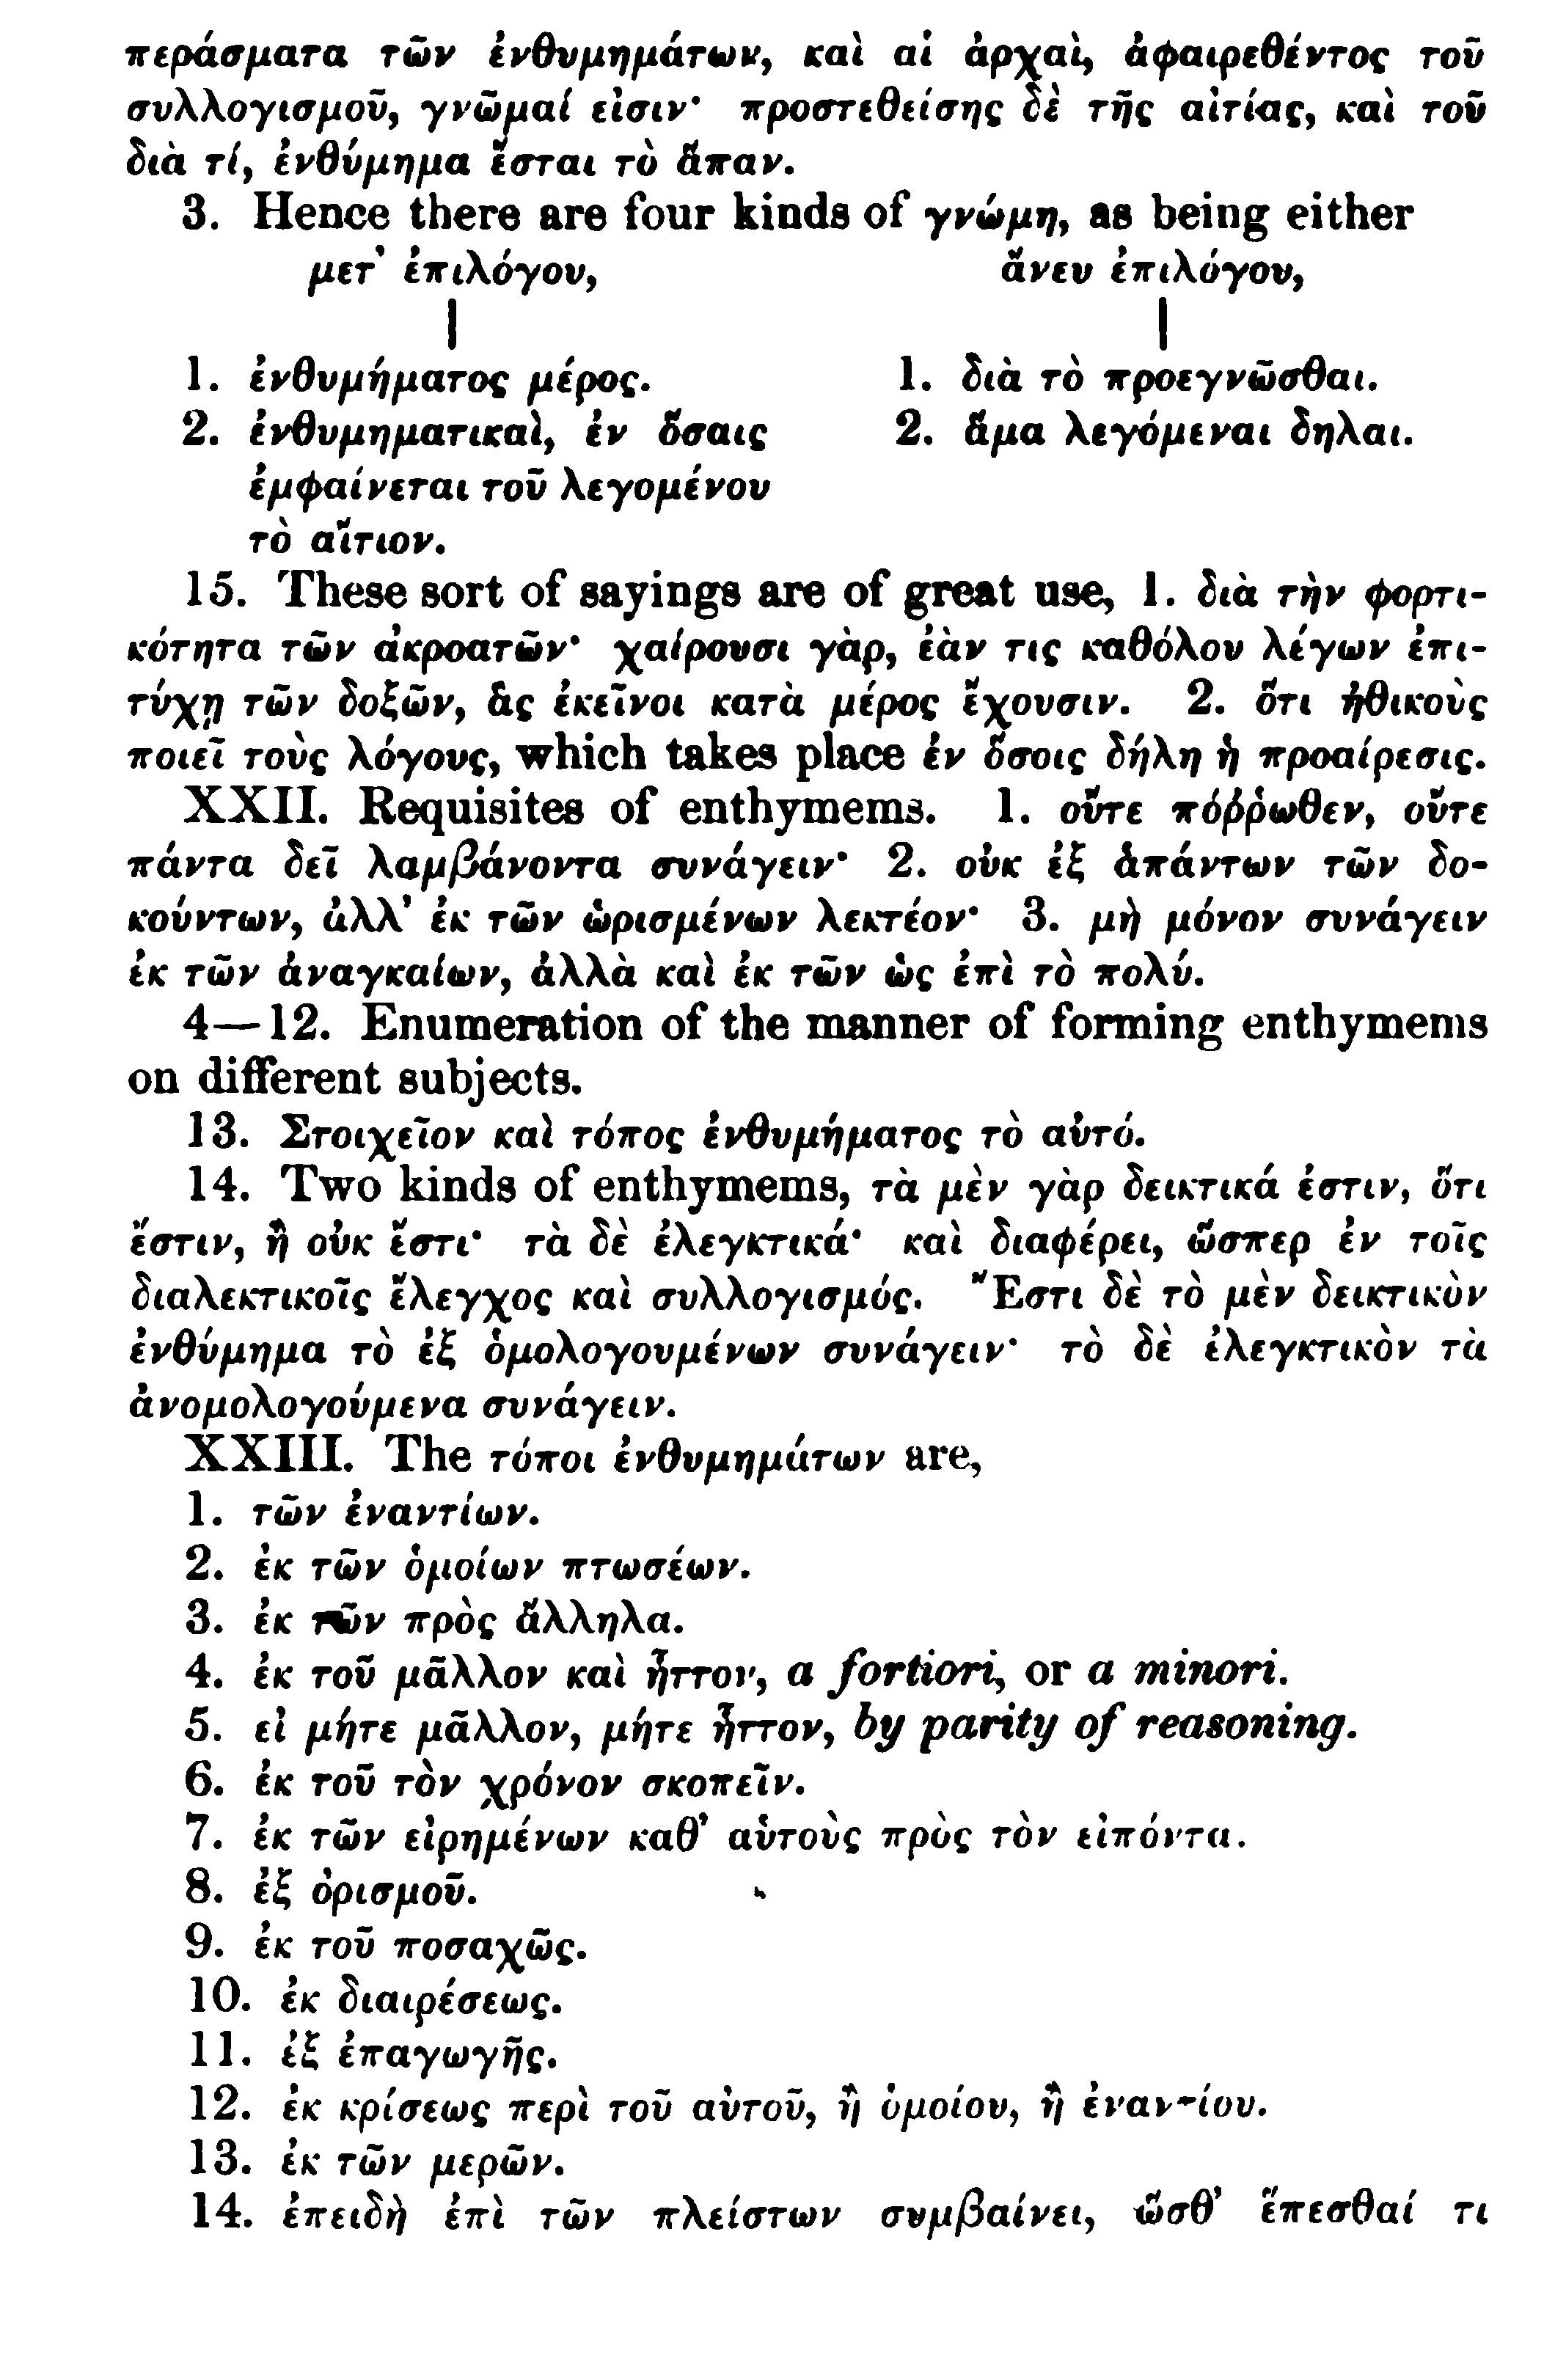 περάσματα τῶν ἐνθυμημάτων, καὶ αἱ ἀρχαὶ, ἀφαιρεθέντος τοῦ
συλλογισμοῦ, γνῶμαί εἰσιν· προστεθείσης δὲ τῆς αἰτίας, καὶ τοῦ
διὰ τί, ἐνθύμημα ἔσται τὸ ἅπαν.
3. Hence there are four kinds of γνώμη, as being either
μετ᾽ ἐπιλόγου, ἄνευ ἐπιλόγου,
1. ἐνθυμήματος μέρος. 1. διὰ τὸ προεγνῶσθαι.
2. ἐνθυμηματικαὶ, ἐν ὅσαις 2. ἅμα λεγόμεναι δηλαι.
ἐμφαίνεται τοῦ λεγομένου
τὸ αἴτιον.
15. These sort of sayings are of great use, 1. διὰ τὴν φορτι-
κότητα τῶν ἀκροατῶν· χαίρουσι γὰρ, ἐὰν τις καθόλου λέγων ἐπι-
τύχῃ τῶν δοξῶν, ἃς ἐκεῖνοι κατὰ μέρος ἔχουσιν. 2. ὅτι ἠθικοὺς
ποιεῖ τοὺς λόγους, which takes place ἐν ὅσοις δήλη ἡ προαίρεσις.
XXII. Requisites of enthymems. 1. οὔτε πόῤῥωθεν, οὔτε
πάντα δεῖ λαμβάνοντα συνάγειν· 2. οὐκ ἐξ ἁπάντων τῶν δο-
κούντων, ἀλλ᾽ ἐκ τῶν ὡρισμένων λεκτέον· 3. μὴ μόνον συνάγειν
ἐκ τῶν ἀναγκαίων, ἀλλὰ καὶ ἐκ τῶν ὡς ἐπὶ τὸ πολύ.
4—12. Enumeration of the manner of forming enthymems
on different subjects.
13. Στοιχεῖον καὶ τόπος ἐνθυμήματος τὸ αὐτό.
14. Two kinds of enthymems, τὰ μὲν γὰρ δεικτικά ἐστιν, ὅτι
ἔστιν, ἢ οὐκ ἔστι· τὰ δὲ ἐλεγκτικά· καὶ διαφέρει, ὥσπερ ἐν τοῖς
διαλεκτικοῖς ἔλεγχος καὶ συλλογισμός. Ἔστι δὲ τὸ μὲν δεικτικὸν
ἐνθύμημα τὸ ἐξ ὁμολογουμένων συνάγειν· τὸ δὲ ἐλεγκτικὸν τὰ
ἀνομολογούμενα συνάγειν.
XXIII. The τόποι ἐνθυμημάτων are,
1. τῶν ἐναντίων.
2. ἐκ τῶν ὁμοίων πτωσέων.
3. ἐκ τῶν πρὸς ἄλληλα.
4. ἐκ τοῦ μᾶλλον καὶ ἧττον, a fortiori, or a minori.
5. εἰ μήτε μᾶλλον, μήτε ἧττον, by parity of reasoning.
6. ἐκ τοῦ τὸν χρόνον σκοπεῖν.
7. ἐκ τῶν εἰρημένων καθ᾽ αὑτοὺς πρὸς τὸν εἰπόντα.
8. ἐξ ὁρισμοῦ.
9. ἐκ τοῦ ποσαχῶς.
10. ἐκ διαιρέσεως.
11. ἐξ ἐπαγωγῆς.
12. ἐκ κρίσεως περὶ τοῦ αὐτοῦ, ἢ ὁμοίου, ἢ ἐναντίου.
13. ἐκ τῶν μερῶν.
14. ἐπειδὴ ἐπὶ τῶν πλείστων συμβαίνει, ὥσθ᾽ ἕπεσθαί τι